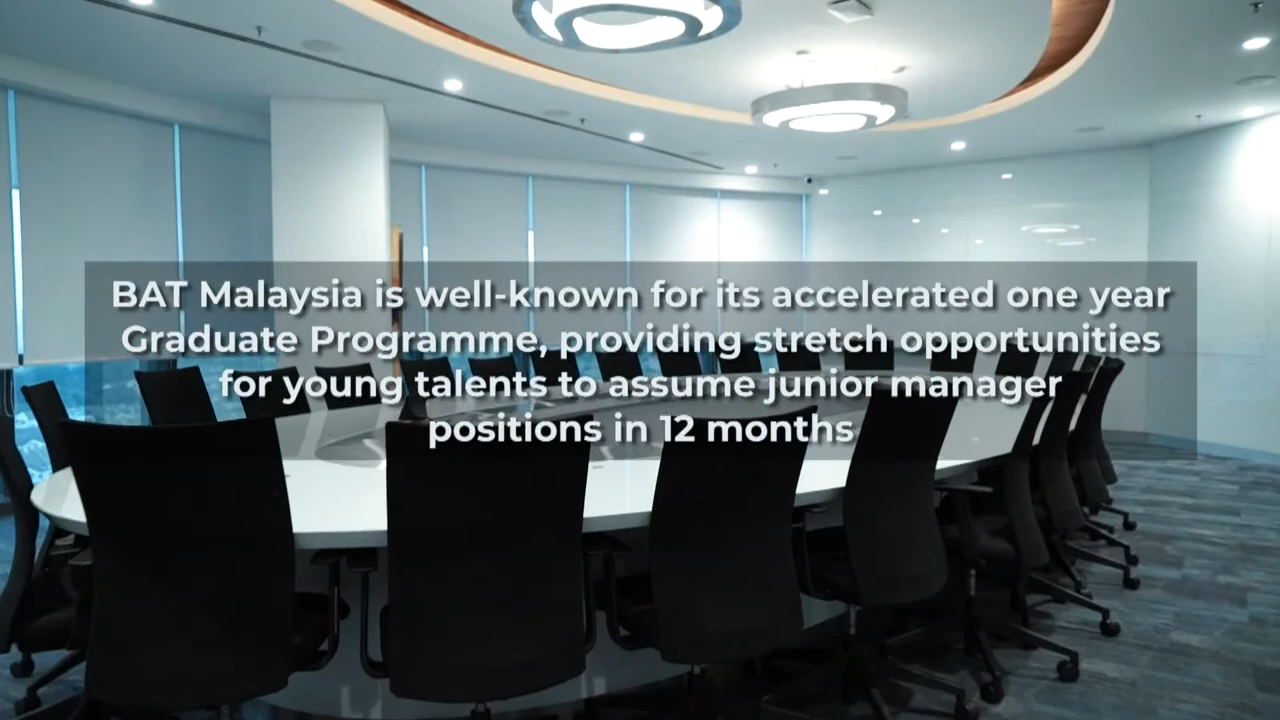 BAT Malaysia is well-known for its accelerated one year
Graduate Programme, providing stretch opportunities
for young talents to assume junior manager
positions in 12 months